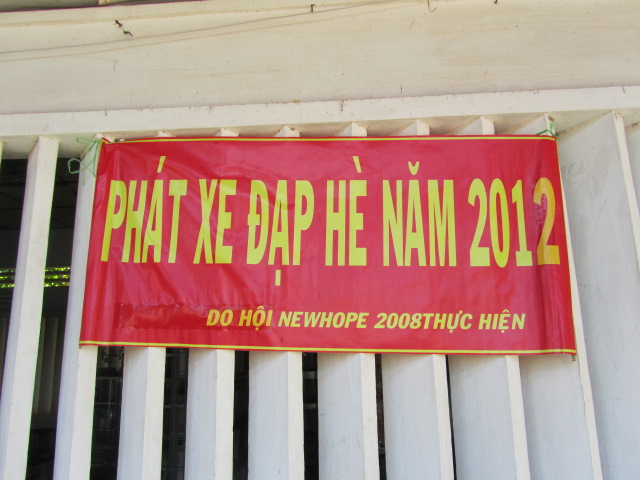 PHÁT XE ĐẠP HÈ NĂM 2012
DO HỘI NEWHOPE 2008THỰC HIỆN